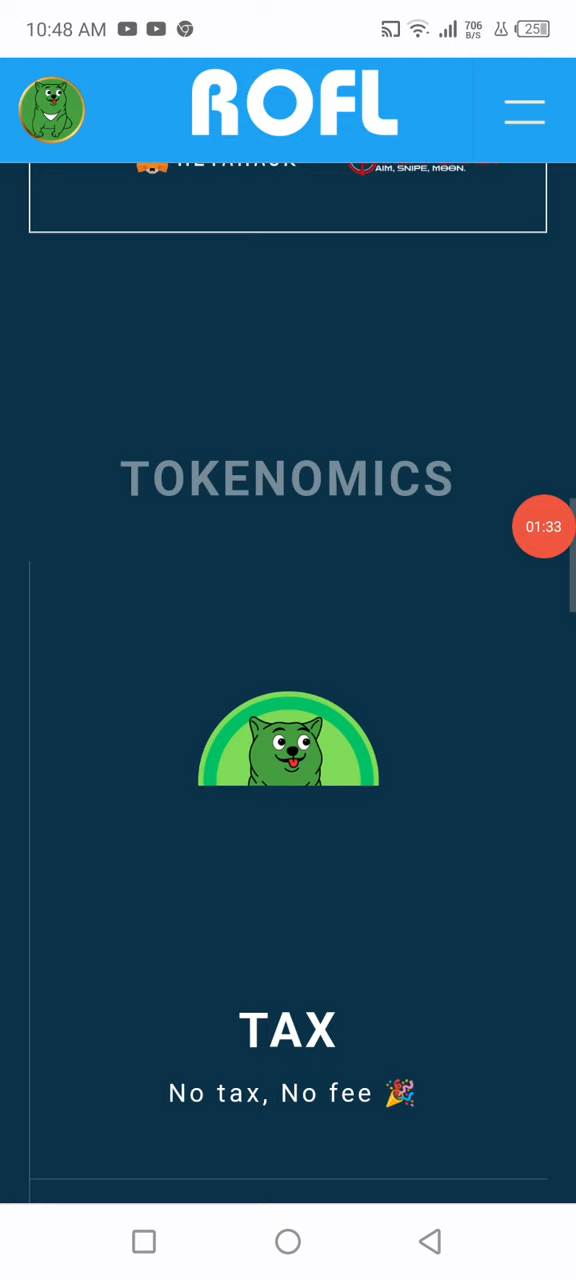 10:48 AM
706
B/S
25
ROFL
AIM, SNIPE, MOON.
TOKENOMICS
01:33
TAX
No tax, No fee 🎉